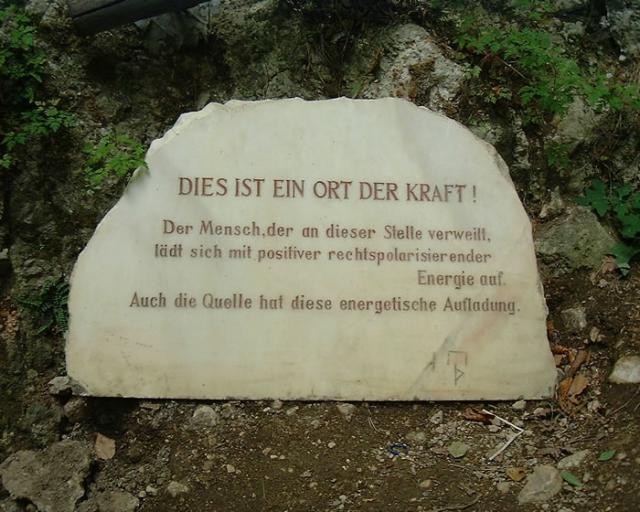 DIES IST EIN ORT DER KRAFT !
Der Mensch, der an dieser Stelle verweilt,
lädt sich mit positiver rechtspolarisierender
Energie auf.
Auch die Quelle hat diese energetische Aufladung.